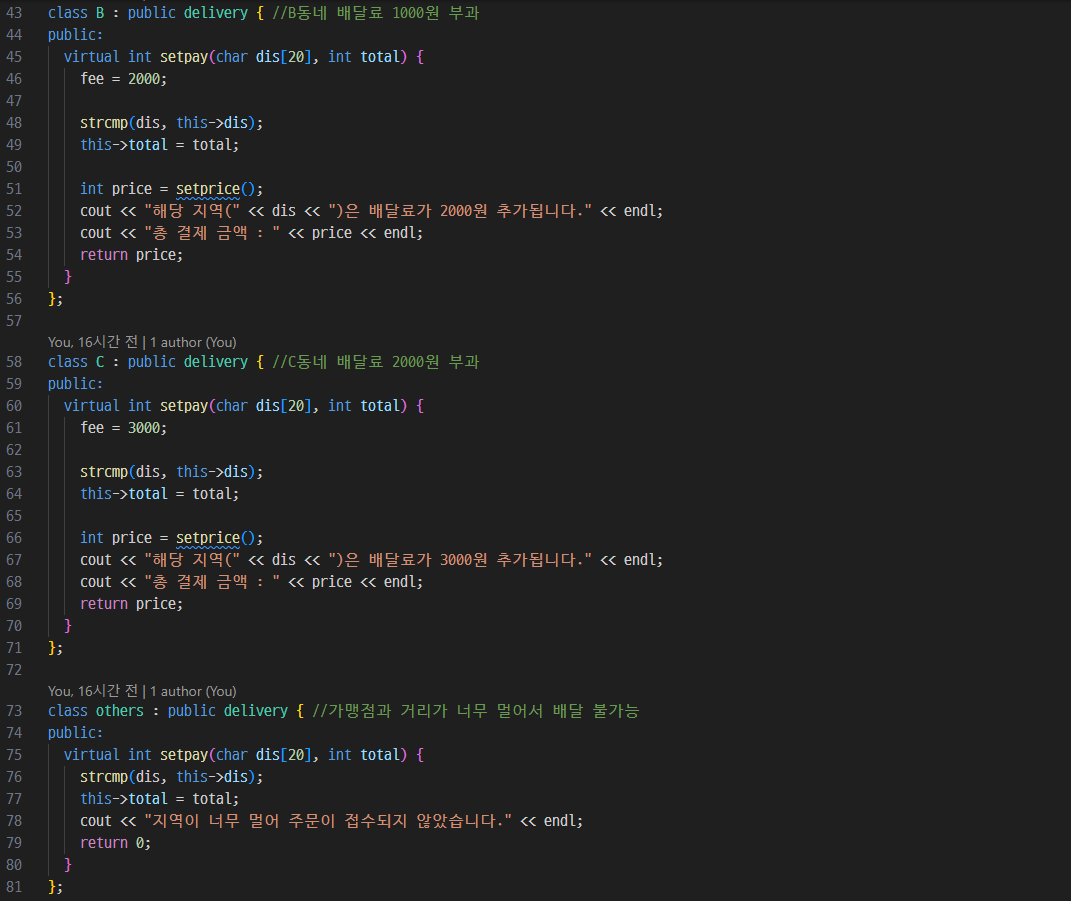 43 class B : public delivery { //B동네 배달료 1000원 부과
44 public:
45 virtual int setpay(char dis[20], int total) {
46 fee = 2000;
47
48 strcmp(dis, this->dis);
49 this->total = total;
50
51 int price = setprice();
52 cout << "해당 지역(" << dis << ")은 배달료가 2000원 추가됩니다." << endl;
53 cout << "총 결제 금액 : " << price << endl;
54 return price;
55 }
56 };
57
You, 16시간 전 | 1 author (You)
58 class C : public delivery { //C동네 배달료 2000원 부과
59 public:
60 virtual int setpay(char dis[20], int total) {
61 fee = 3000;
62
63 strcmp(dis, this->dis);
64 this->total = total;
65
66 int price = setprice();
67 cout << "해당 지역(" << dis << ")은 배달료가 3000원 추가됩니다." << endl;
68 cout << "총 결제 금액 : " << price << endl;
69 return price;
70 }
71 };
72
You, 16시간 전 | 1 author (You)
73 class others : public delivery { //가맹점과 거리가 너무 멀어서 배달 불가능
74 public:
75 virtual int setpay(char dis[20], int total) {
76 strcmp(dis, this->dis);
77 this->total = total;
78 cout << "지역이 너무 멀어 주문이 접수되지 않았습니다." << endl;
79 return 0;
80 }
81 };